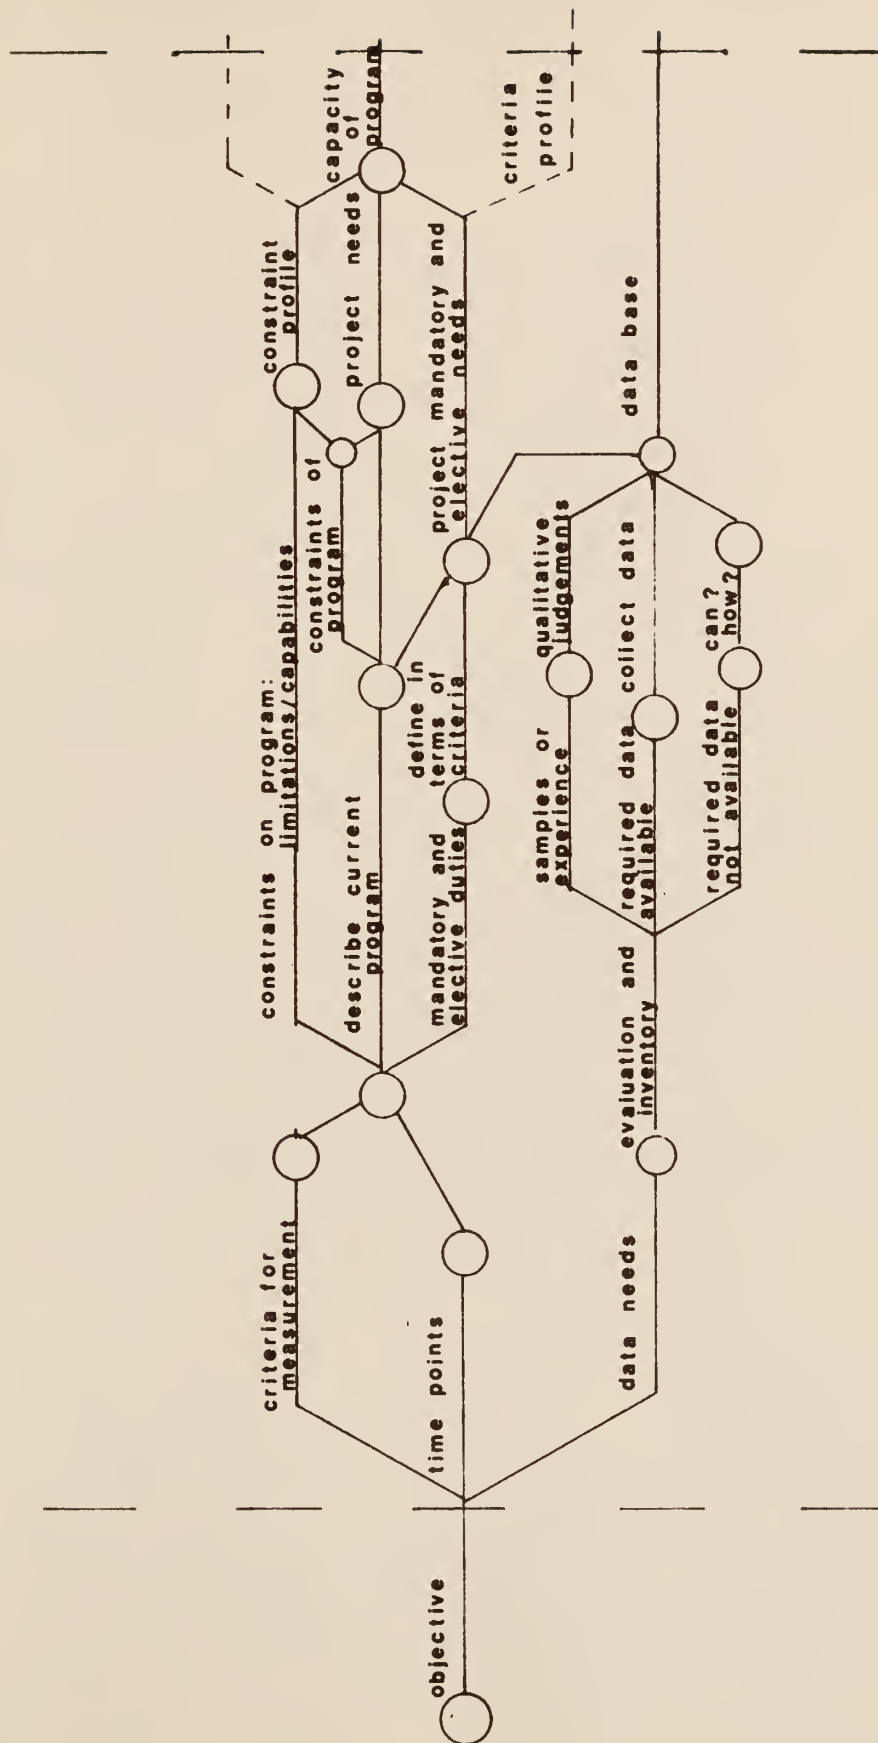 objective
criteria for
measurement
time points
data needs
constraints on program:
limitations/capabilities
describe current
program
mandatory and
elective duties
define in
terms of
criteria
constraints of
program
constraint
profile
project needs
project mandatory and
elective needs
capacity
of
program
criteria
profile
evaluation and
inventory
samples or
experience
qualitative
judgements
required data
available
collect data
required data
not available
can?
how?
data base